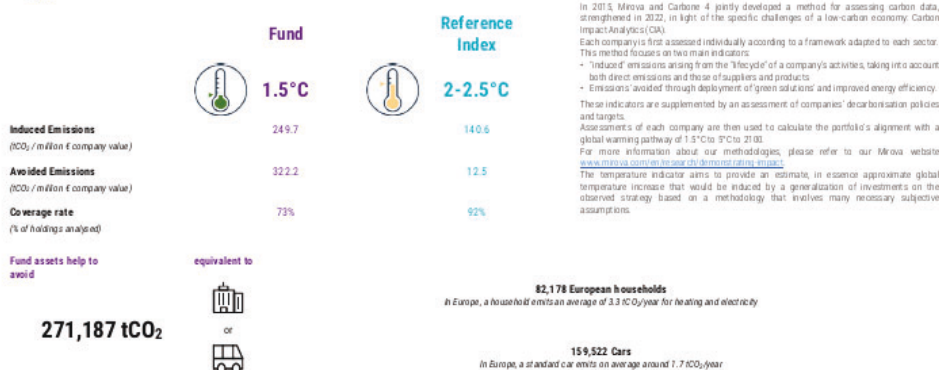 In 2015, Mirova and Carbone 4 jointly developed a method for assessing carbon data,
strengthened in 2022, in light of the specific challenges of a low-carbon economy: Carbon
Impact Analytics (CIA).
Each company is first assessed individually according to a framework adapted to each sector.
This method focuses on two main indicators:
• "Induced" emissions arising from the "lifecycle" of a company's activities, taking into account
both direct emissions and those of suppliers and products
• Emissions "avoided" through deployment of "green solutions" and improved energy efficiency.
These indicators are supplemented by an assessment of companies' decarbonisation policies
and targets.
Assessments of each company are then used to calculate the portfolio's alignment with a
global warming pathway of 1.5°C to 5°C to 2100.
For more information about our methodologies, please refer to our Mirova website
www.mirova.com/en/research/demonstrating-impact.
The temperature indicator aims to provide an estimate, in essence approximate global
temperature increase that would be induced by a generalization of investments on the
observed strategy based on a methodology that involves many necessary subjective
assumptions.
Fund
Reference
Index
1.5°C
2-2.5°C
Induced Emissions 249.7 140.6
(tCO₂ / million € company value)
Avoided Emissions 322.2 12.5
(tCO₂ / million € company value)
Coverage rate 73% 92%
(% of holdings analysed)
Fund assets help to
avoid
equivalent to
271,187 tCO₂
or
82,178 European households
In Europe, a household emits an average of 3.3 tCO₂/year for heating and electricity
159,522 Cars
In Europe, a standard car emits on average around 1.7 tCO₂/year